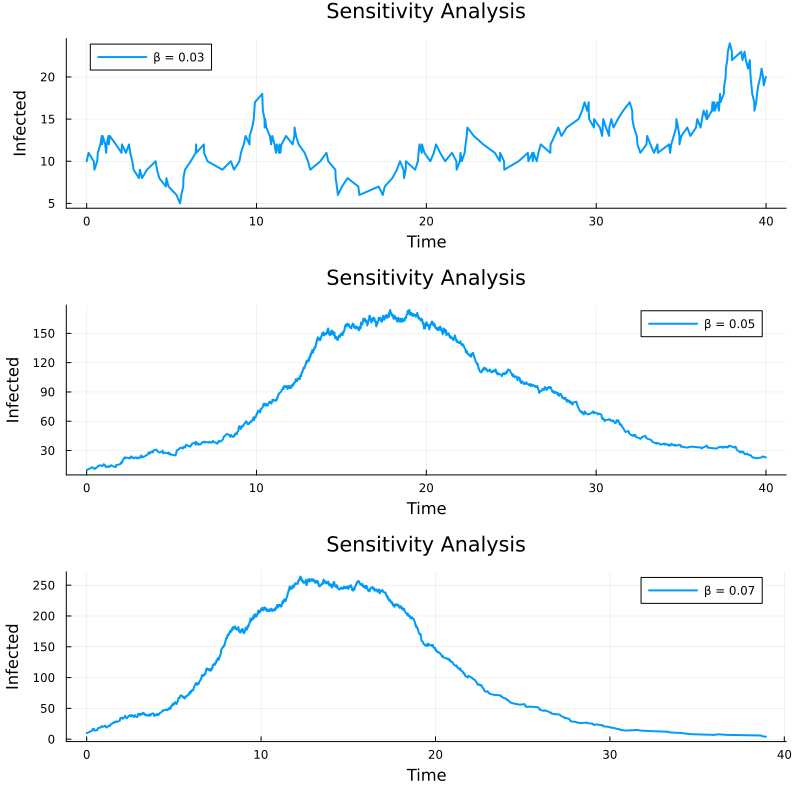 Sensitivity Analysis
β = 0.03
Infected
20
15
10
5
0 10 20 30 40
Time
Sensitivity Analysis
β = 0.05
Infected
150
120
90
60
30
0 10 20 30 40
Time
Sensitivity Analysis
β = 0.07
Infected
250
200
150
100
50
0
0 10 20 30 40
Time